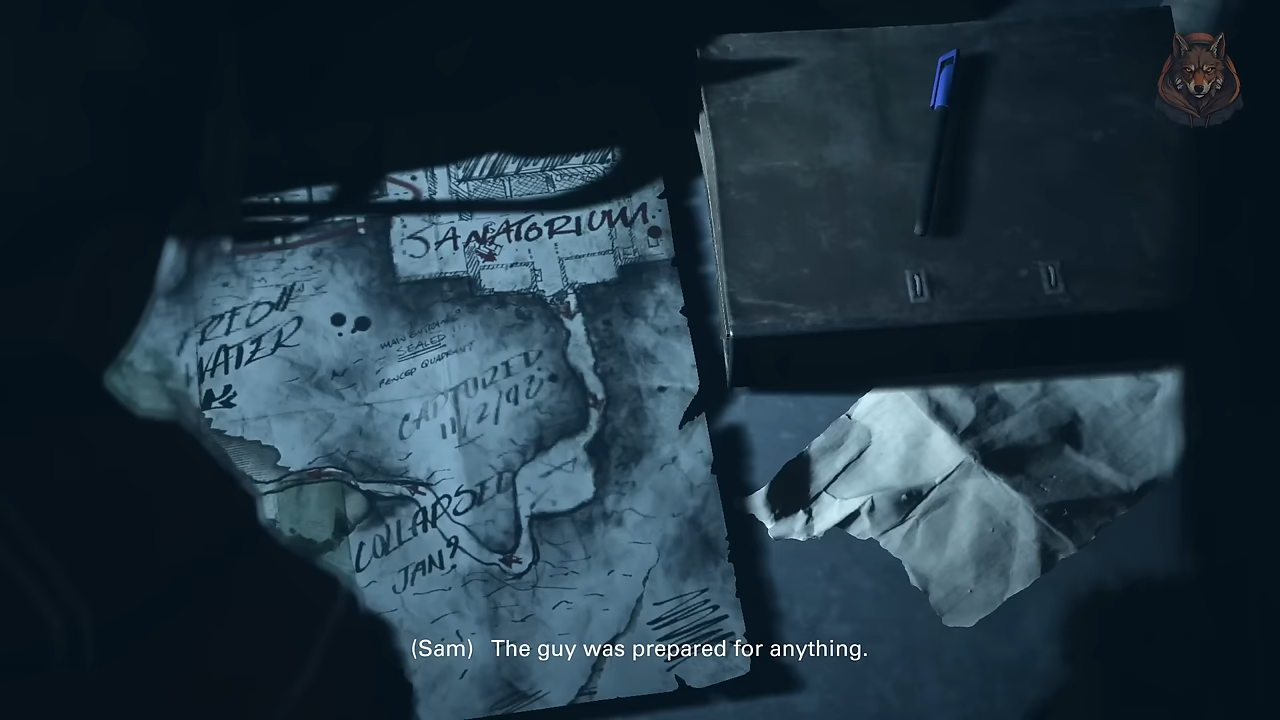 SANATORIUM
FRESH
WATER
MAIN ENTRANCE?
SEALED
FENCED QUADRANT
CAPTURED
11/2/92
COLLAPSED
JAN?
(Sam) The guy was prepared for anything.